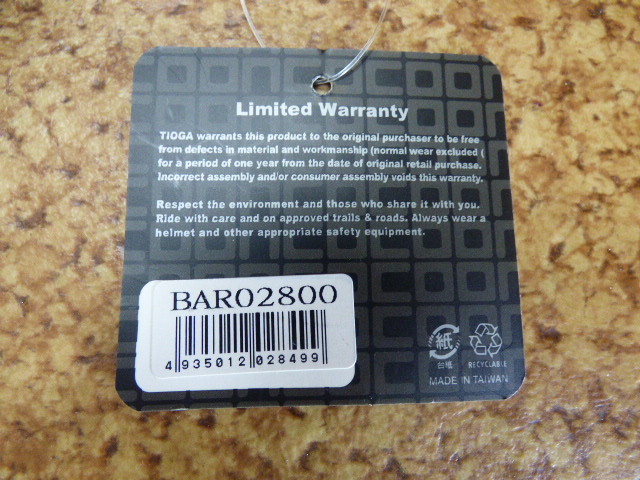 Limited Warranty
TIOGA warrants this product to the original purchaser to be free
from defects in material and workmanship (normal wear excluded (
for a period of one year from the date of original retail purchase.
Incorrect assembly and/or consumer assembly voids this warranty.
Respect the environment and those who share it with you.
Ride with care and on approved trails & roads. Always wear a
helmet and other appropriate safety equipment.
BAR02800
4 935012 028499
紙
RECYCLABLE
MADE IN TAIWAN